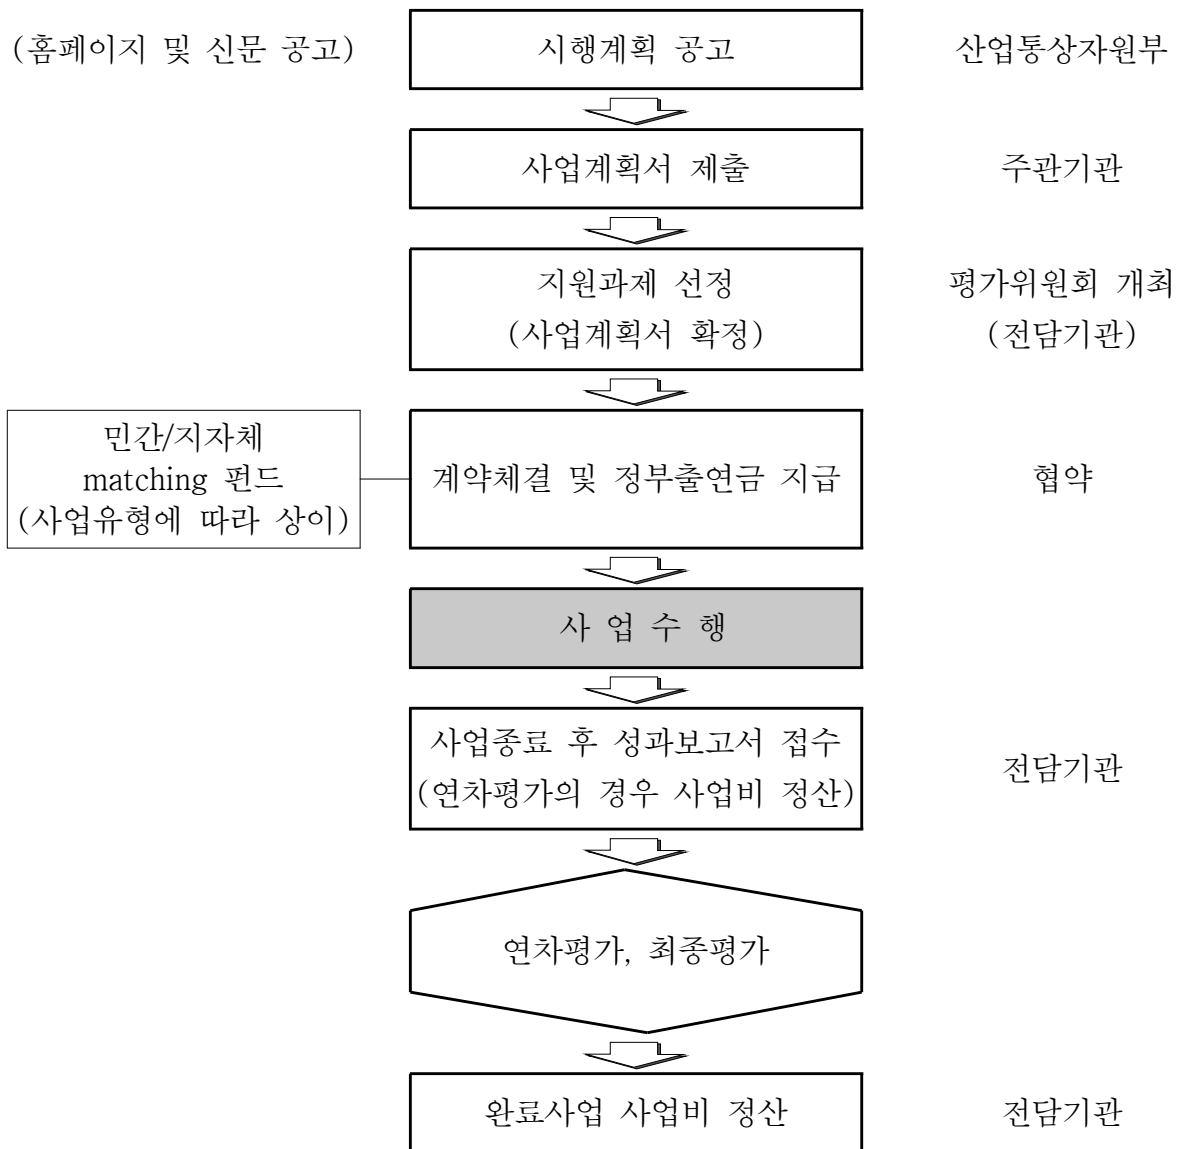 (홈페이지 및 신문 공고)
시행계획 공고
산업통상자원부
사업계획서 제출
주관기관
지원과제 선정
(사업계획서 확정)
평가위원회 개최
(전담기관)
민간/지자체
matching 펀드
(사업유형에 따라 상이)
계약체결 및 정부출연금 지급
협약
사 업 수 행
사업종료 후 성과보고서 접수
(연차평가의 경우 사업비 정산)
전담기관
연차평가, 최종평가
완료사업 사업비 정산
전담기관